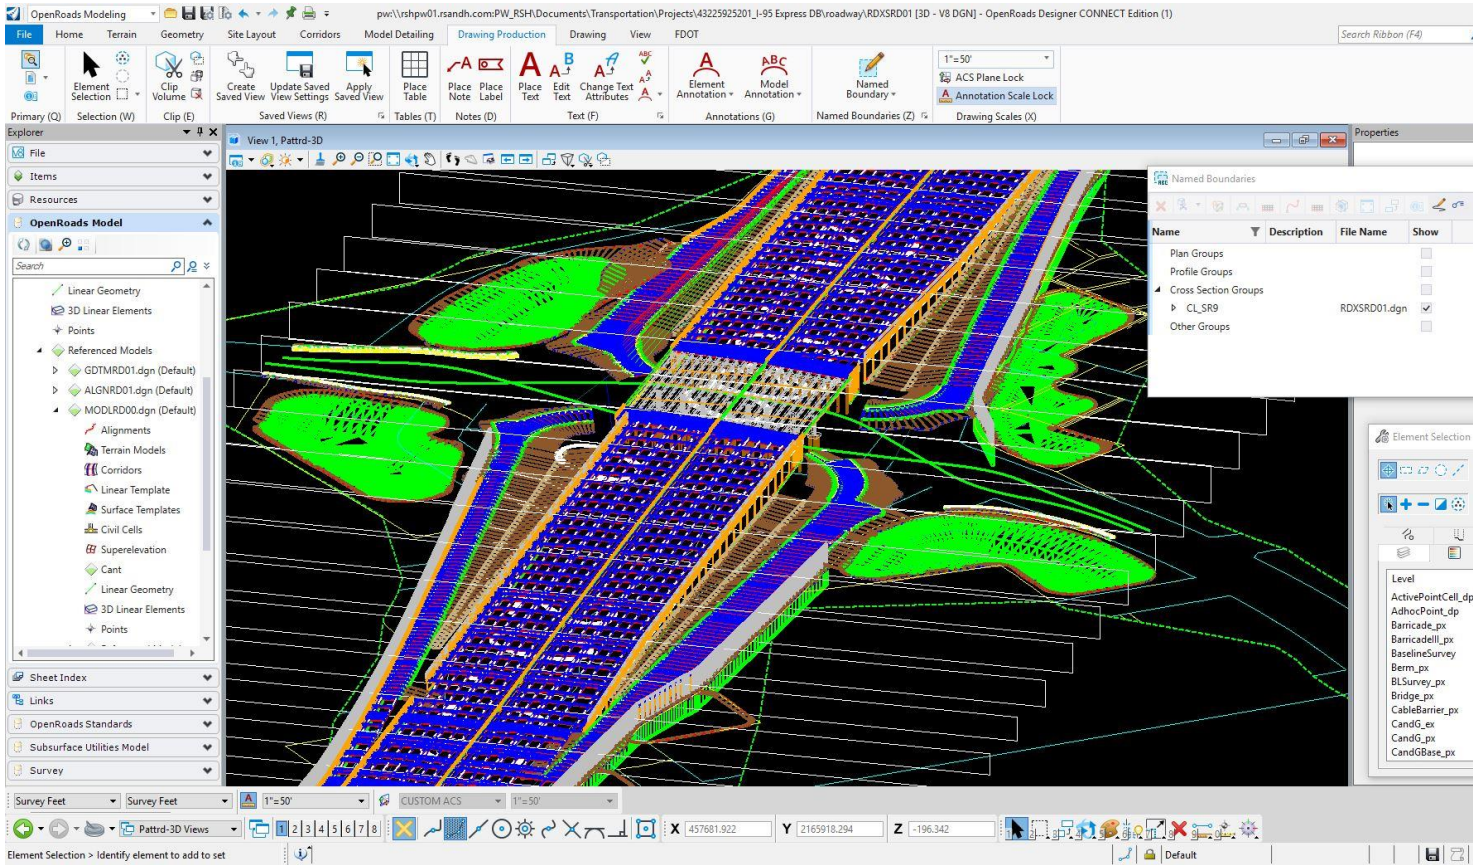 OpenRoads Modeling
pw:\\rshpw01.rsandh.com:PW_RSH\Documents\Transportation\Projects\43225925201_I-95 Express DB\roadway\RDXSRD01 [3D - V8 DGN] - OpenRoads Designer CONNECT Edition (1)
File Home Terrain Geometry Site Layout Corridors Model Detailing Drawing Production Drawing View FDOT
Search Ribbon (F4)
Element Selection
Clip Volume
Create Saved View
Update Saved View Settings
Apply Saved View
Place Table
Place Note
Place Label
Place Text
Edit Text
Change Text Attributes
Element Annotation
Model Annotation
Named Boundary
1"=50'
ACS Plane Lock
Annotation Scale Lock
Primary (Q) Selection (W) Clip (E) Saved Views (R) Tables (T) Notes (D) Text (F) Annotations (G) Named Boundaries (Z) Drawing Scales (X)
Explorer
File
Items
Resources
OpenRoads Model
Search
Linear Geometry
3D Linear Elements
Points
Referenced Models
GDTMRD01.dgn (Default)
ALGNRD01.dgn (Default)
MODLRD00.dgn (Default)
Alignments
Terrain Models
Corridors
Linear Template
Surface Templates
Civil Cells
Superelevation
Cant
Linear Geometry
3D Linear Elements
Points
Sheet Index
Links
OpenRoads Standards
Subsurface Utilities Model
Survey
View 1, Pattrd-3D
Properties
Named Boundaries
Name Description File Name Show
Plan Groups
Profile Groups
Cross Section Groups
CL_SR9 RDXSRD01.dgn
Other Groups
Element Selection
Level
ActivePointCell_dp
AdhocPoint_dp
Barricade_px
BarricadeIII_px
BaselineSurvey
Berm_px
BLSurvey_px
Bridge_px
CableBarrier_px
CandG_ex
CandG_px
CandGBase_px
Survey Feet Survey Feet 1"=50' CUSTOM ACS 1"=50'
Pattrd-3D Views 1 2 3 4 5 6 7 8 X 457681.922 Y 2165918.294 Z -196.342
Element Selection > Identify element to add to set Default